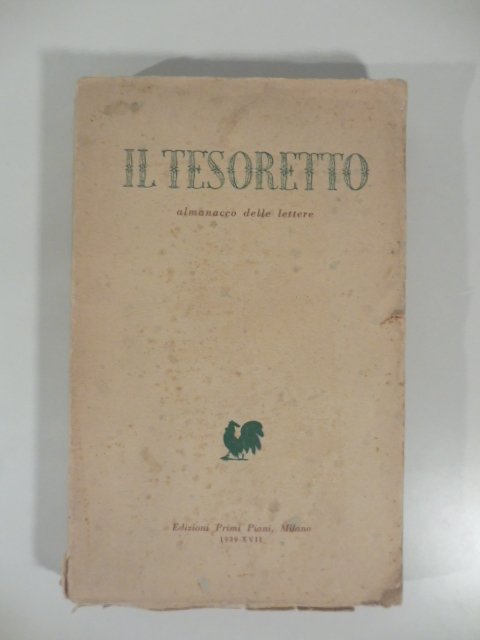 IL TESORETTO
almanacco delle lettere
Edizioni Primi Piani, Milano
1939-XVII